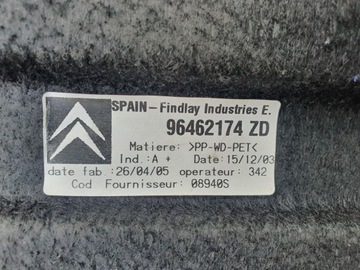 SPAIN – Findlay Industries E.
96462174 ZD
Matiere: >PP-WD-PET<
Ind.:A + Date:15/12/03
date fab :26/04/05 operateur: 342
Cod Fournisseur: 08940S